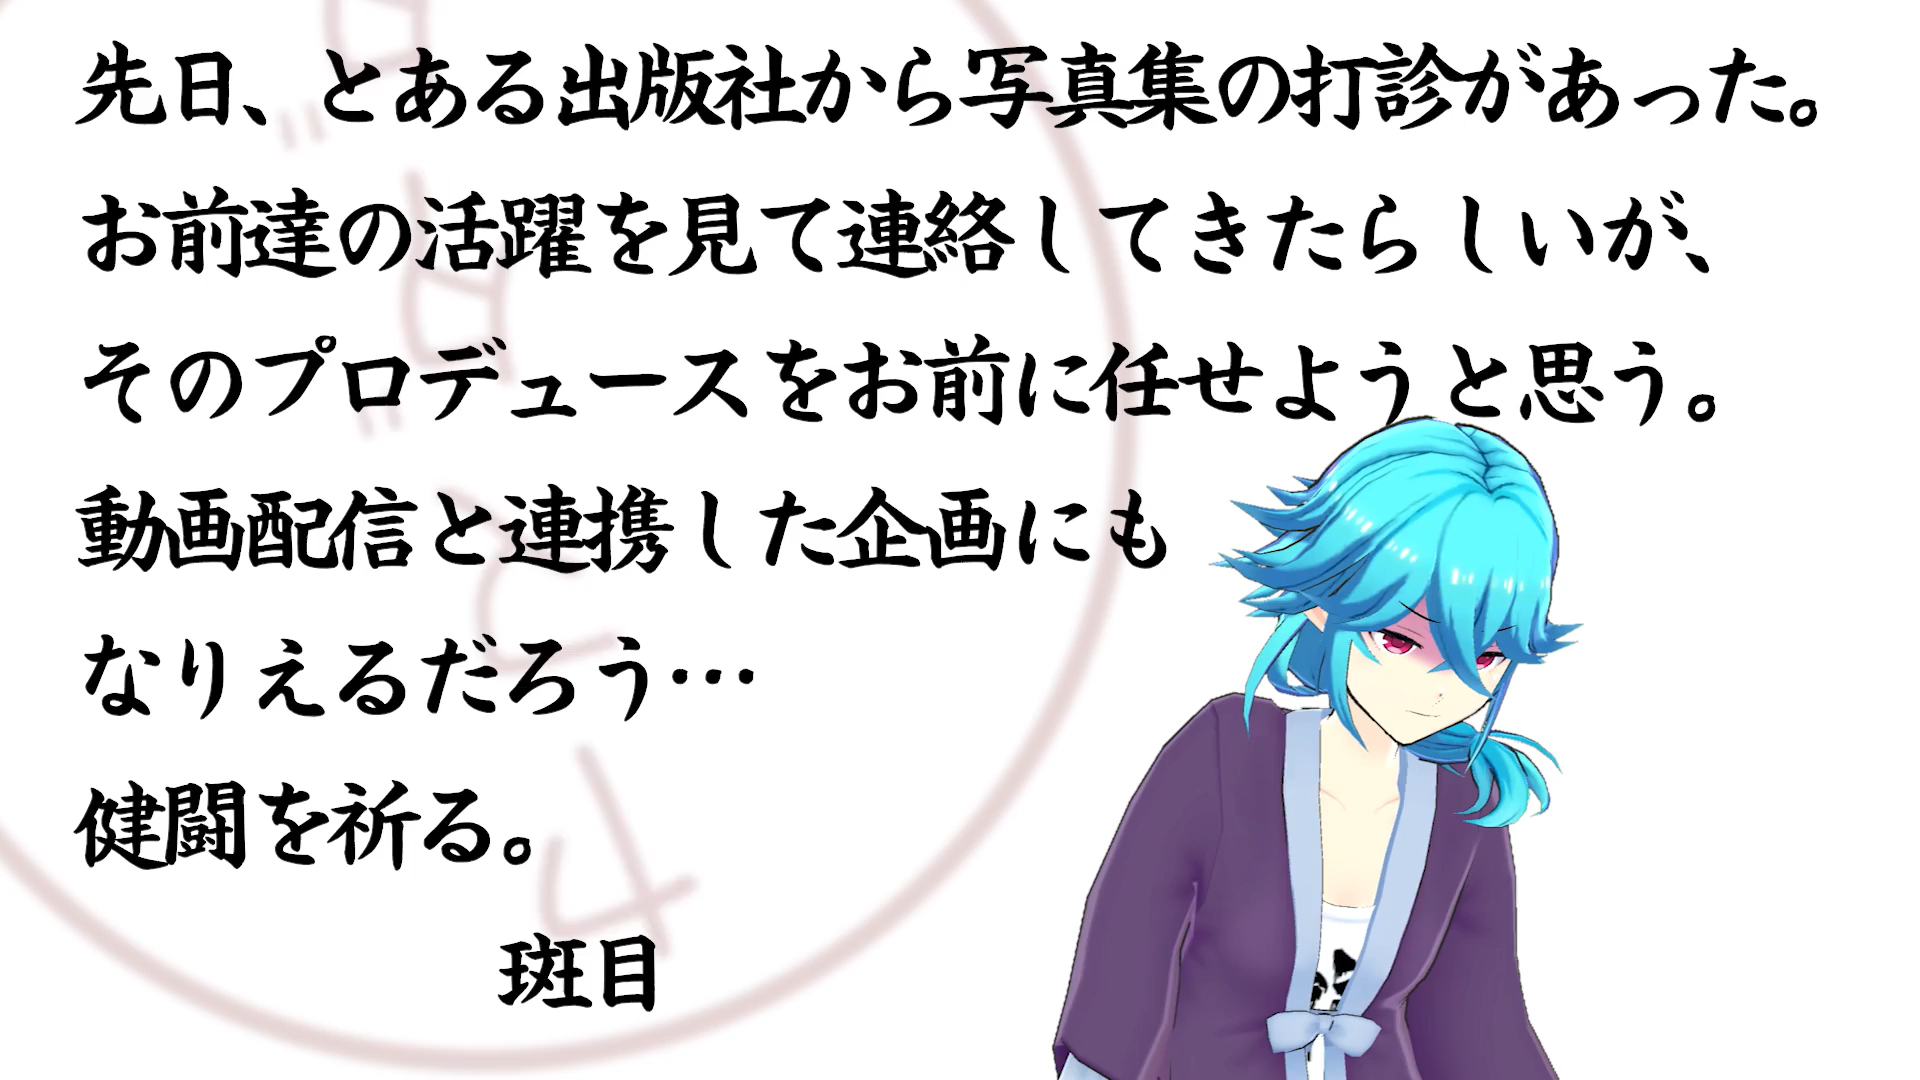 先日、とある出版社から写真集の打診があった。
お前達の活躍を見て連絡してきたらしいが、
そのプロデュースをお前に任せようと思う。
動画配信と連携した企画にも
なりえるだろう…
健闘を祈る。
斑目